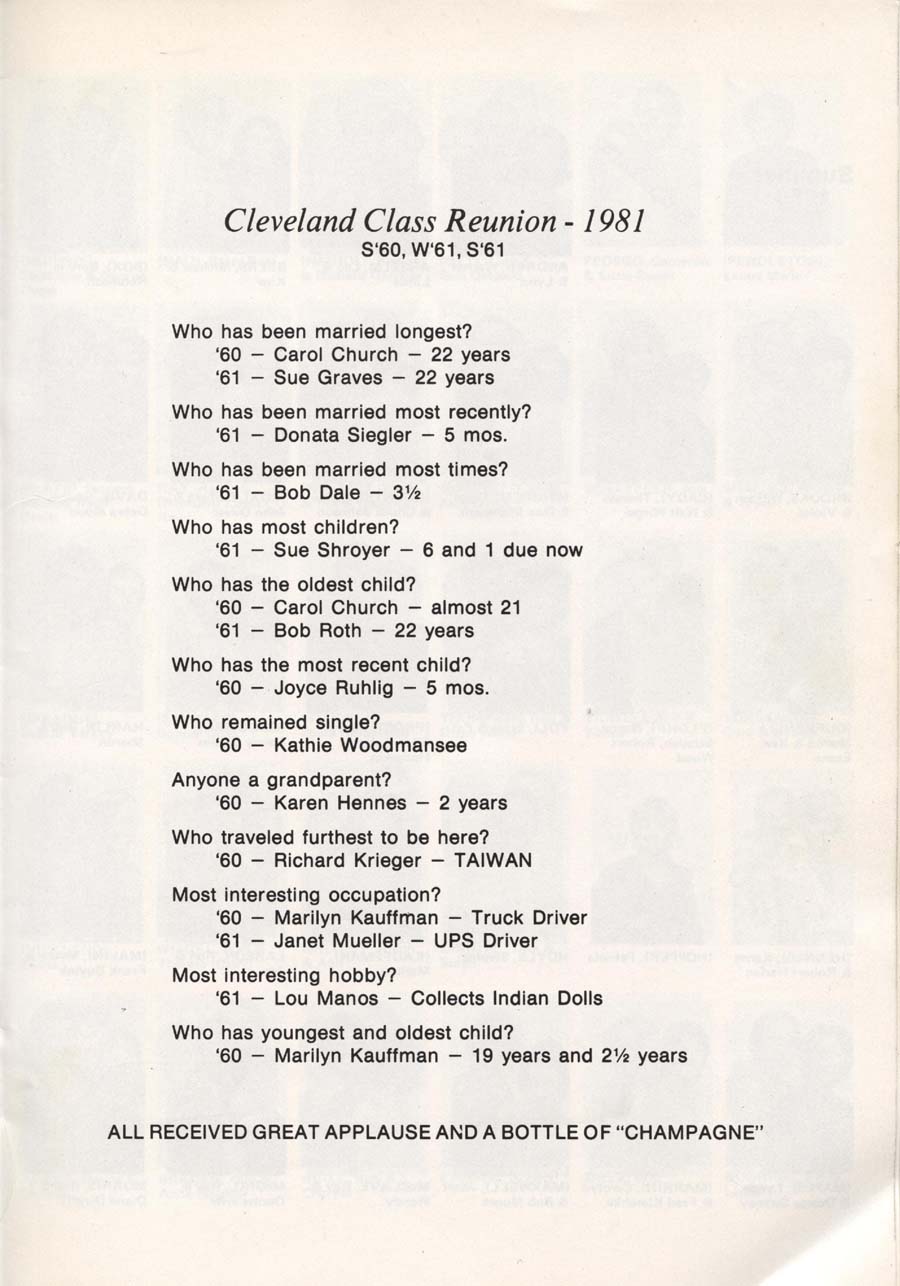 Cleveland Class Reunion - 1981
S‘60, W‘61, S‘61
Who has been married longest?
‘60 — Carol Church — 22 years
‘61 — Sue Graves — 22 years
Who has been married most recently?
‘61 — Donata Siegler — 5 mos.
Who has been married most times?
‘61 — Bob Dale — 3½
Who has most children?
‘61 — Sue Shroyer — 6 and 1 due now
Who has the oldest child?
‘60 — Carol Church — almost 21
‘61 — Bob Roth — 22 years
Who has the most recent child?
‘60 — Joyce Ruhlig — 5 mos.
Who remained single?
‘60 — Kathie Woodmansee
Anyone a grandparent?
‘60 — Karen Hennes — 2 years
Who traveled furthest to be here?
‘60 — Richard Krieger — TAIWAN
Most interesting occupation?
‘60 — Marilyn Kauffman — Truck Driver
‘61 — Janet Mueller — UPS Driver
Most interesting hobby?
‘61 — Lou Manos — Collects Indian Dolls
Who has youngest and oldest child?
‘60 — Marilyn Kauffman — 19 years and 2½ years
ALL RECEIVED GREAT APPLAUSE AND A BOTTLE OF “CHAMPAGNE”